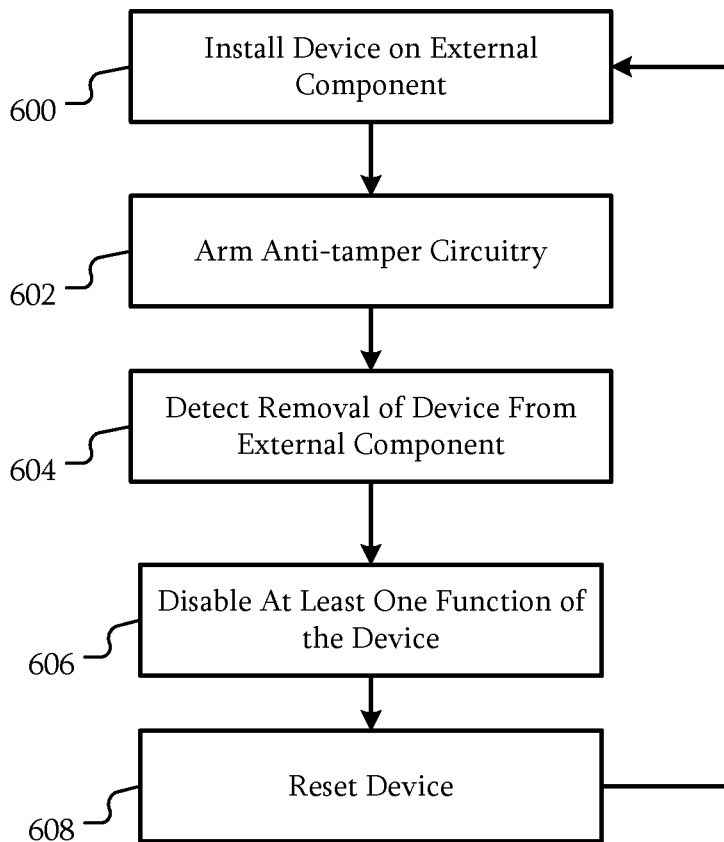 Install Device on External
Component
600
Arm Anti-tamper Circuitry
602
Detect Removal of Device From
External Component
604
Disable At Least One Function of
the Device
606
Reset Device
608